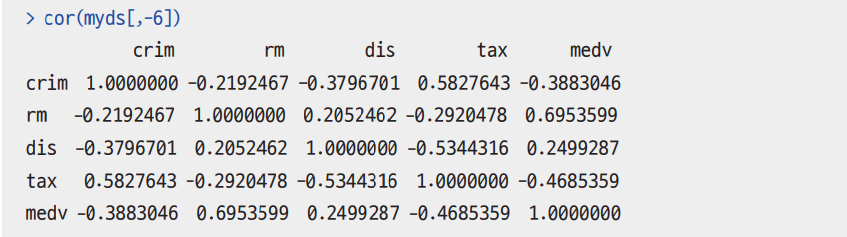 > cor(myds[,-6])
crim rm dis tax medv
crim 1.0000000 -0.2192467 -0.3796701 0.5827643 -0.3883046
rm -0.2192467 1.0000000 0.2052462 -0.2920478 0.6953599
dis -0.3796701 0.2052462 1.0000000 -0.5344316 0.2499287
tax 0.5827643 -0.2920478 -0.5344316 1.0000000 -0.4685359
medv -0.3883046 0.6953599 0.2499287 -0.4685359 1.0000000